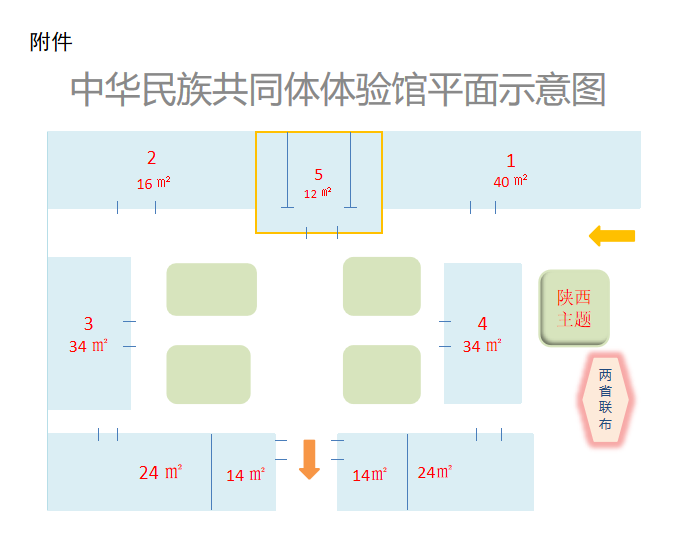 附件
中华民族共同体体验馆平面示意图
2
16 ㎡
5
12 ㎡
1
40 ㎡
3
34 ㎡
4
34 ㎡
陕西
主题
两
省
联
布
24 ㎡
14 ㎡
14㎡
24㎡